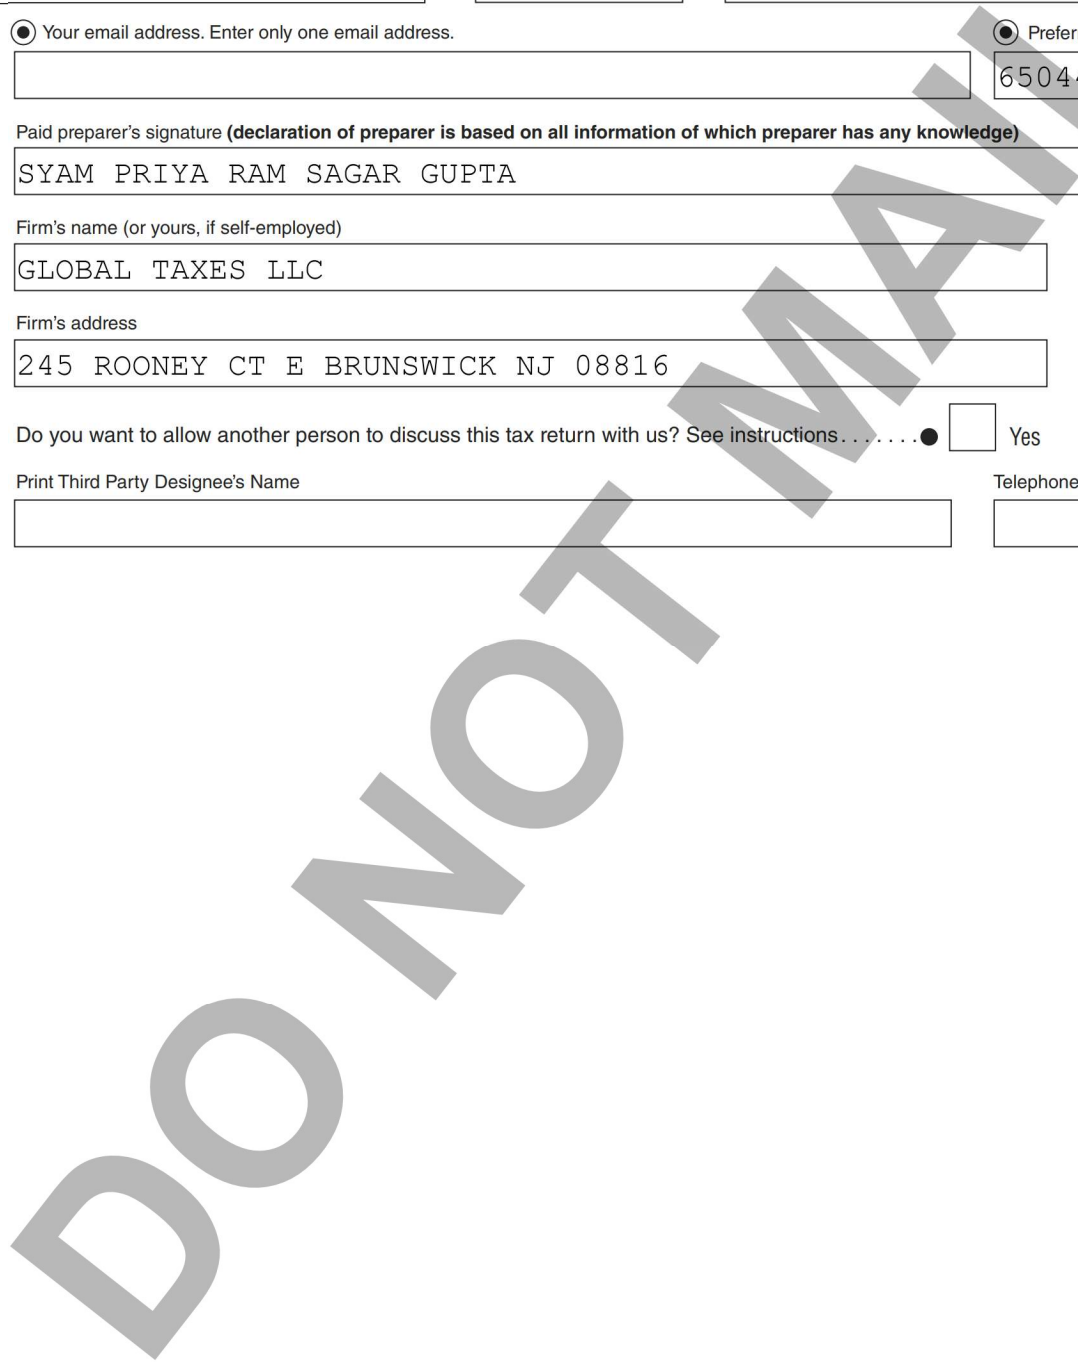 Your email address. Enter only one email address.
Prefer
6504
Paid preparer's signature (declaration of preparer is based on all information of which preparer has any knowledge)
SYAM PRIYA RAM SAGAR GUPTA
Firm's name (or yours, if self-employed)
GLOBAL TAXES LLC
Firm's address
245 ROONEY CT E BRUNSWICK NJ 08816
Do you want to allow another person to discuss this tax return with us? See instructions.......● Yes
Print Third Party Designee's Name
Telephone
DO NOT MAIL